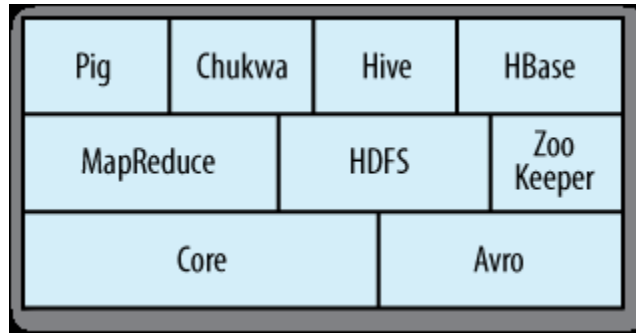 Pig
Chukwa
Hive
HBase
MapReduce
HDFS
Zoo
Keeper
Core
Avro